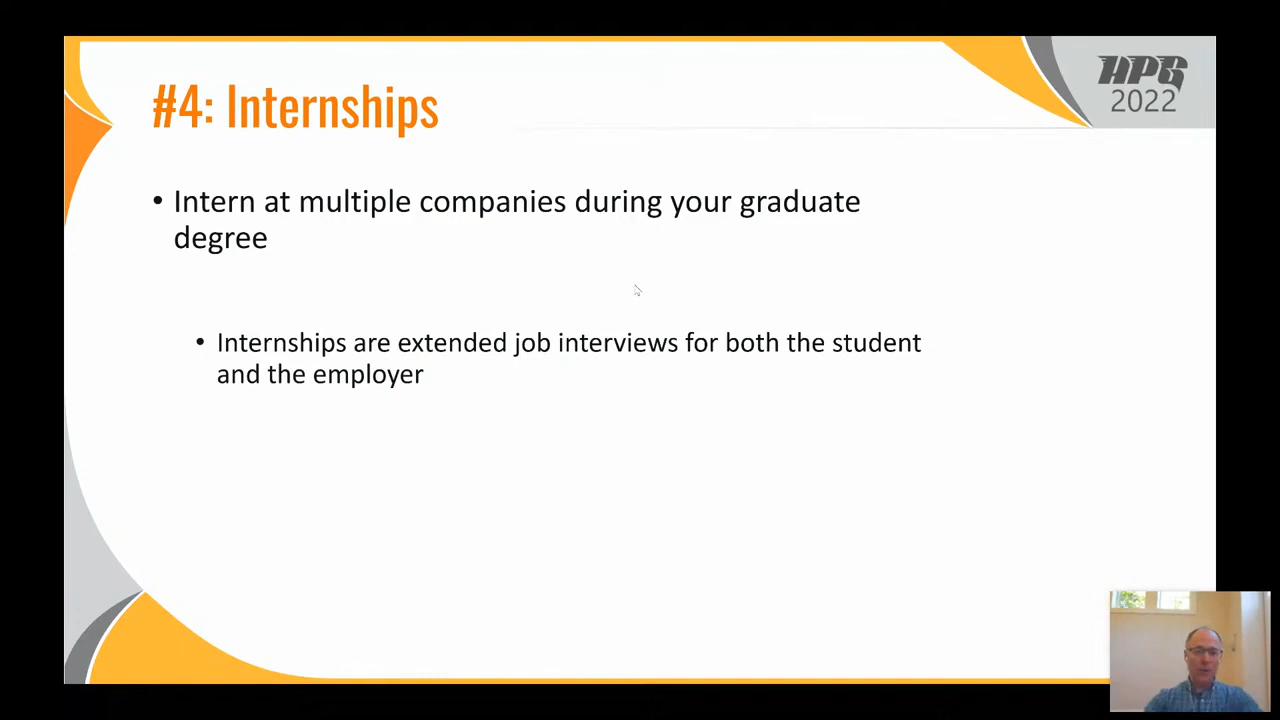 #4: Internships
HPG
2022
• Intern at multiple companies during your graduate
degree
• Internships are extended job interviews for both the student
and the employer